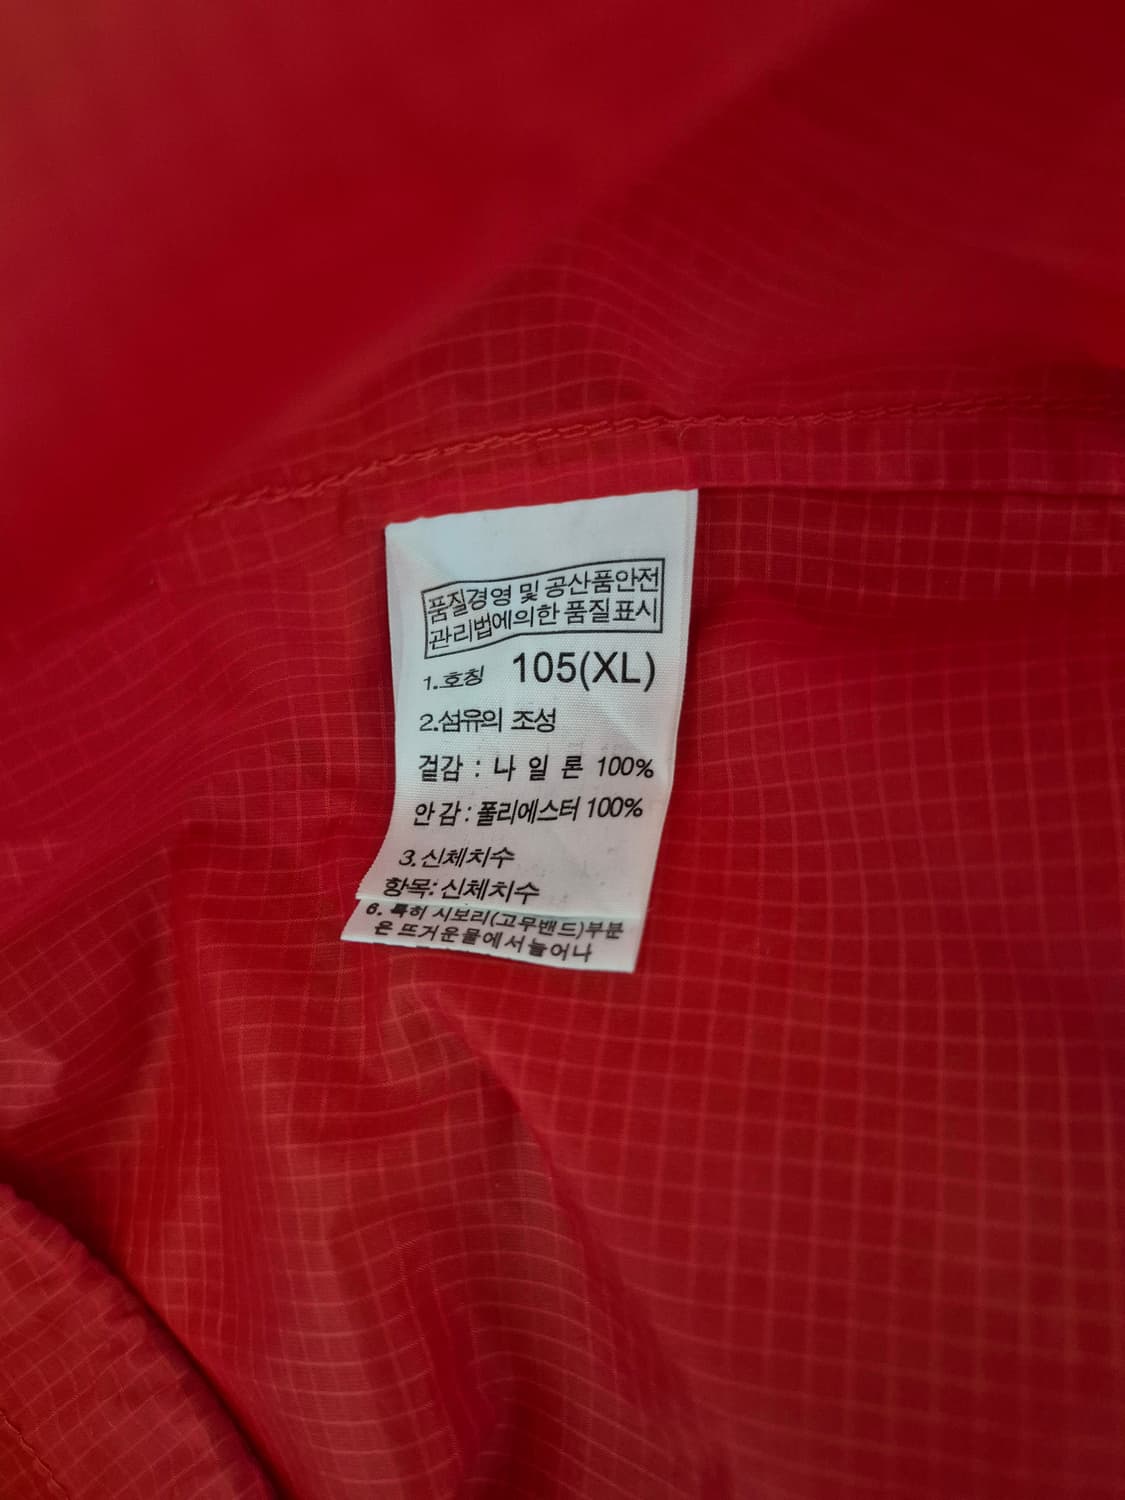 품질경영 및 공산품안전
관리법에의한 품질표시
1.호칭 105(XL)
2.섬유의 조성
겉감 : 나 일 론 100%
안감 : 폴리에스터 100%
3.신체치수
항목: 신체치수
6. 특히 시보리(고무밴드)부분
은 뜨거운물에서늘어나